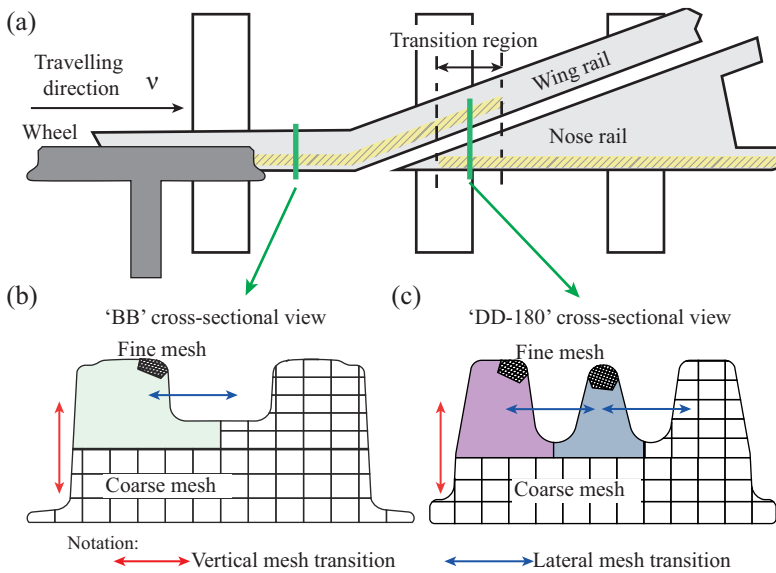 (a)
Transition region
Travelling
direction ν
Wing rail
Wheel
Nose rail
(b)
(c)
‘BB’ cross-sectional view
‘DD-180’ cross-sectional view
Fine mesh
Fine mesh
Coarse mesh
Coarse mesh
Notation:
Vertical mesh transition
Lateral mesh transition